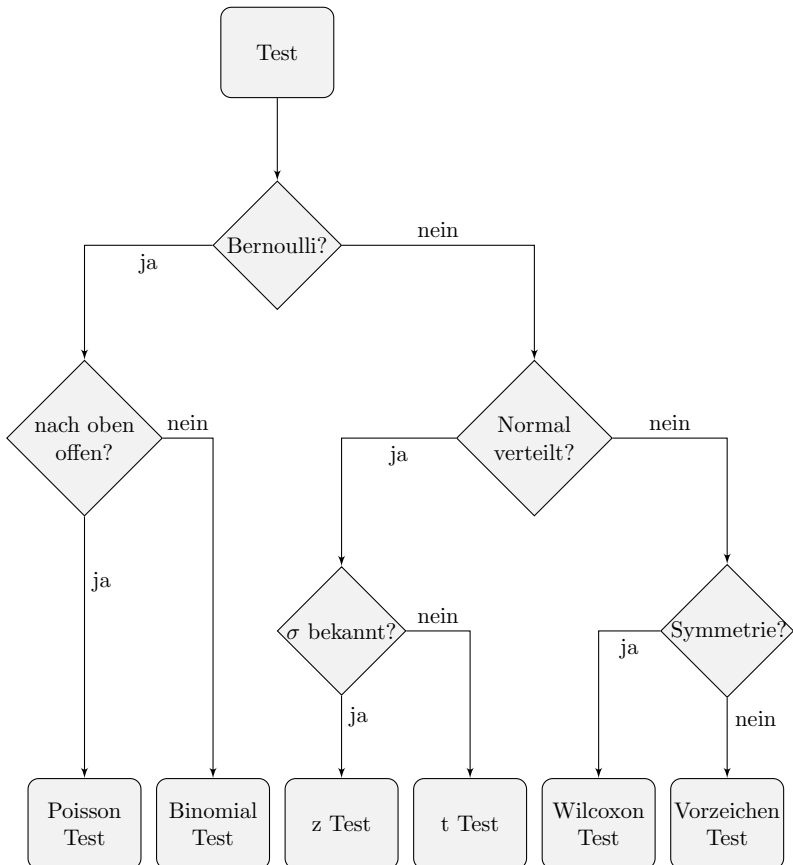 Test
Bernoulli?
ja
nein
nach oben
offen?
nein
ja
Normal
verteilt?
ja
nein
σ bekannt?
nein
ja
Symmetrie?
ja
nein
Poisson
Test
Binomial
Test
z Test
t Test
Wilcoxon
Test
Vorzeichen
Test